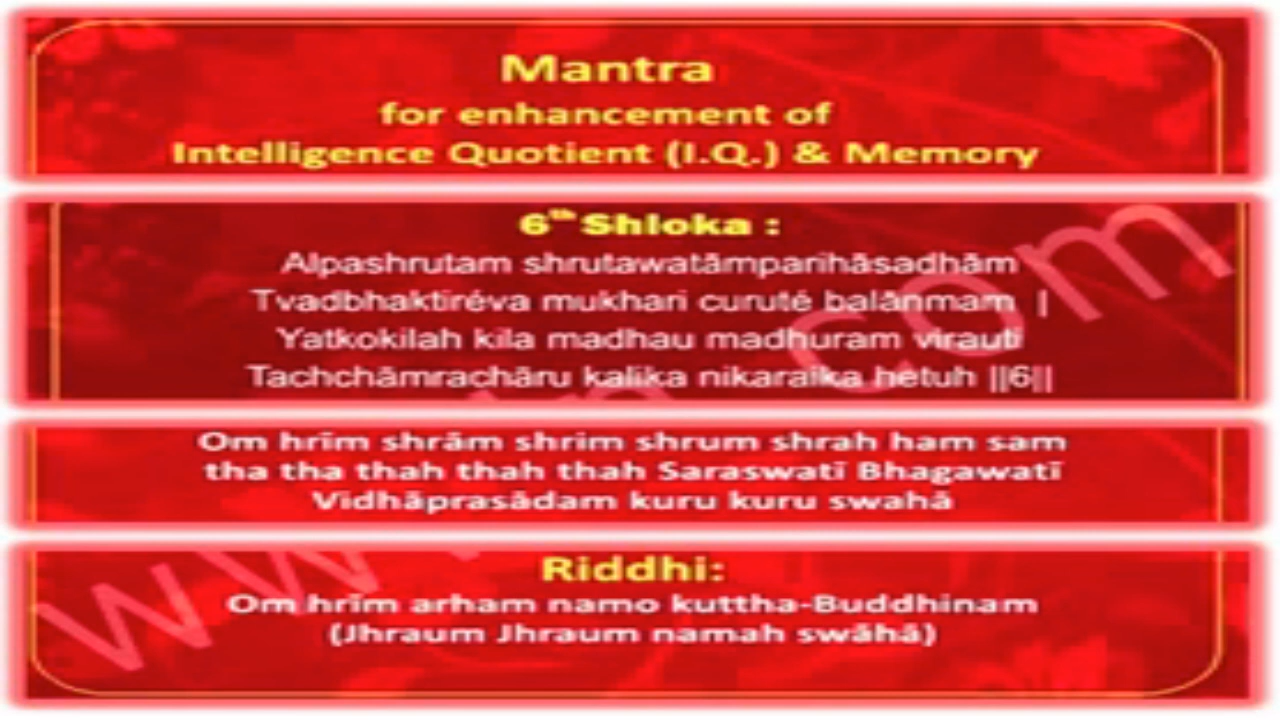 Mantra
for enhancement of
Intelligence Quotient (I.Q.) & Memory
6th Shloka :
Alpashrutam shrutawatāmparihāsadhām
Tvadbhaktiréva mukhari curuté balānmam |
Yatkokilah kila madhau madhuram virauti
Tachchāmrachāru kalika nikaraika hetuh ||6||
Om hrīm shrām shrim shrum shrah ham sam
tha tha thah thah thah Saraswatī Bhagawatī
Vidhāprasādam kuru kuru swahā
Riddhi:
Om hrīm arham namo kuttha-Buddhinam
(Jhraum Jhraum namah swāhā)